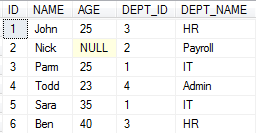 ID NAME AGE DEPT_ID DEPT_NAME
1 John 25 3 HR
2 Nick NULL 2 Payroll
3 Parm 25 1 IT
4 Todd 23 4 Admin
5 Sara 35 1 IT
6 Ben 40 3 HR